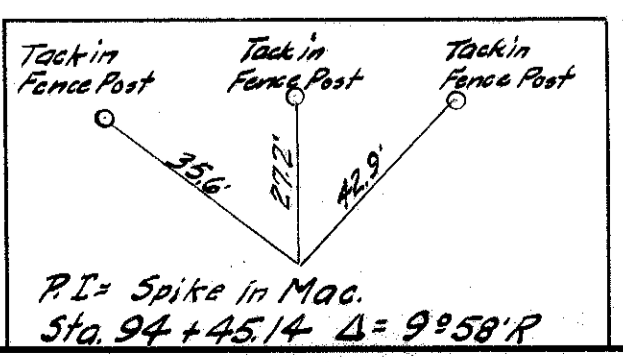 Tack in
Fence Post
Tack in
Fence Post
Tack in
Fence Post
35.6'
27.2'
42.9'
P.I= Spike in Mac.
Sta. 94 + 45.14 Δ= 9°58'R